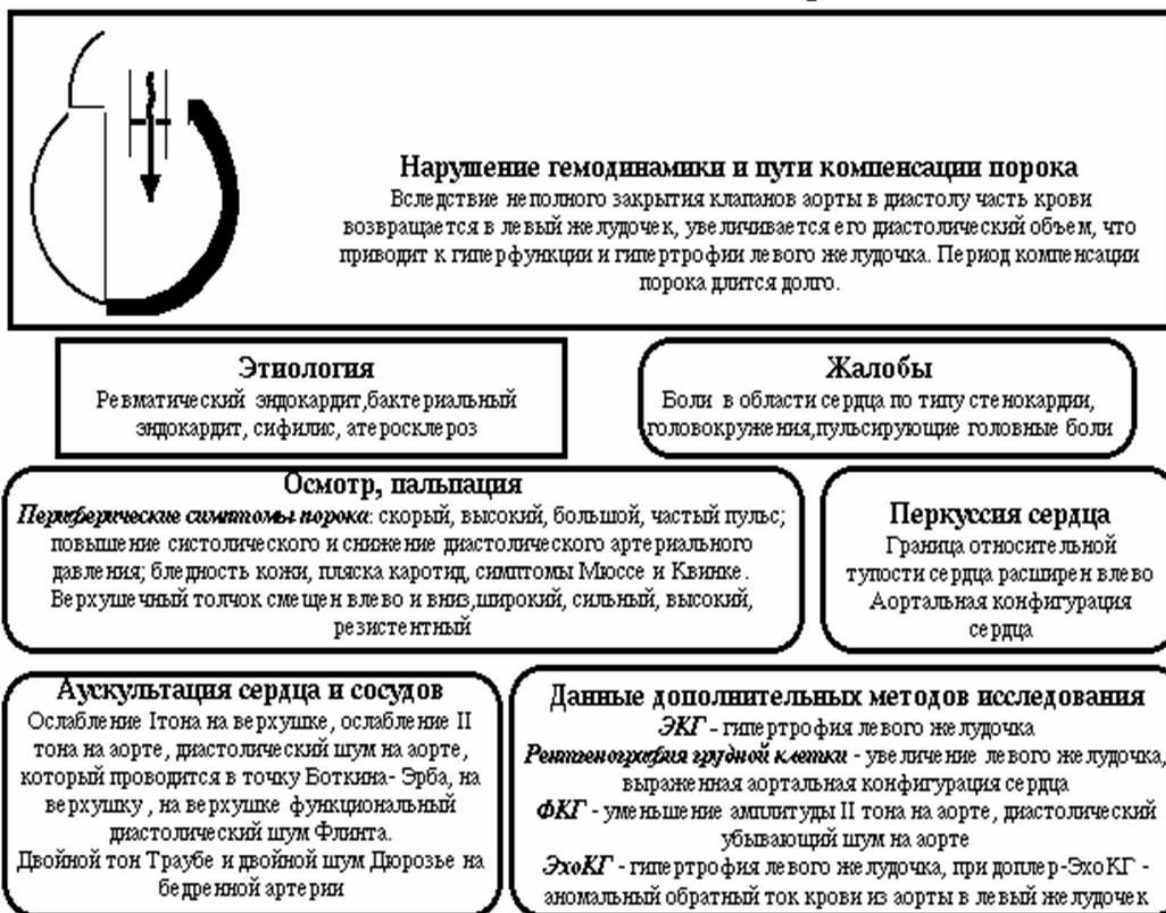 Нарушение гемодинамики и пути компенсации порока
Вследствие неполного закрытия клапанов аорты в диастолу часть крови
возвращается в левый желудочек, увеличивается его диастолический объем, что
приводит к гиперфункции и гипертрофии левого желудочка. Период компенсации
порока длится долго.
Этиология
Ревматический эндокардит,бактериальный
эндокардит, сифилис, атеросклероз
Жалобы
Боли в области сердца по типу стенокардии,
головокружения,пульсирующие головные боли
Осмотр, пальпация
Периферические симптомы порока: скорый, высокий, большой, частый пульс;
повышение систолического и снижение диастолического артериального
давления; бледность кожи, пляска каротид, симптомы Мюссе и Квинке.
Верхушечный толчок смещен влево и вниз,широкий, сильный, высокий,
резистентный
Перкуссия сердца
Граница относительной
тупости сердца расширен влево
Аортальная конфигурация
сердца
Аускультация сердца и сосудов
Ослабление Iтона на верхушке, ослабление II
тона на аорте, диастолический шум на аорте,
который проводится в точку Боткина- Эрба, на
верхушку, на верхушке функциональный
диастолический шум Флинта.
Двойной тон Траубе и двойной шум Дюрозье на
бедренной артерии
Данные дополнительных методов исследования
ЭКГ - гипертрофия левого желудочка
Рентгенография грудной клетки - увеличение левого желудочка,
выраженная аортальная конфигурация сердца
ФКГ - уменьшение амплитуды II тона на аорте, диастолический
убывающий шум на аорте
ЭхоКГ - гипертрофия левого желудочка, при доплер-ЭхоКГ -
аномальный обратный ток крови из аорты в левый желудочек